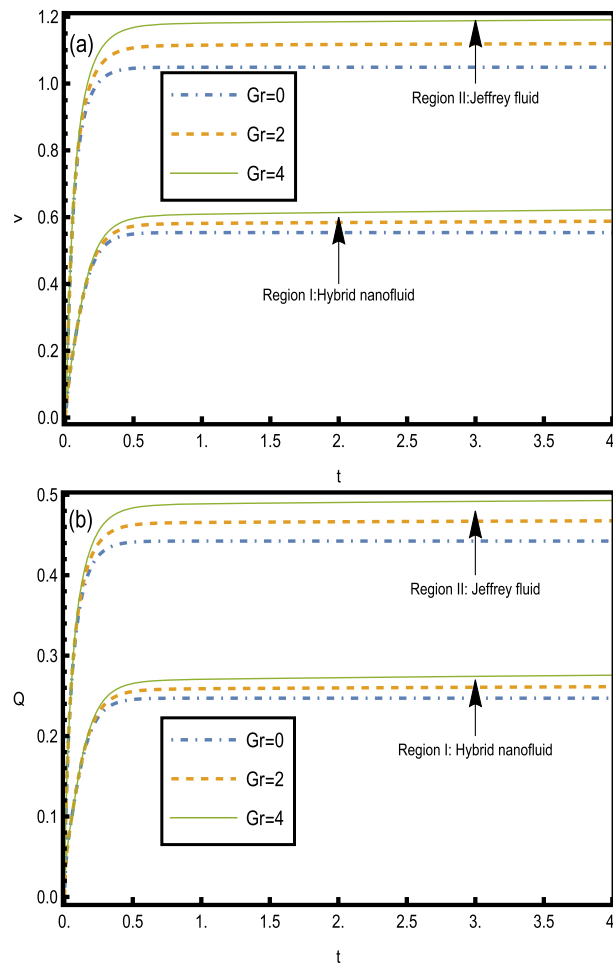 (a)
1.2
1.0
0.8
0.6
0.4
0.2
0.0
v
Gr=0
Gr=2
Gr=4
Region II:Jeffrey fluid
Region I:Hybrid nanofluid
0. 0.5 1. 1.5 2. 2.5 3. 3.5 4
t
(b)
0.5
0.4
0.3
0.2
0.1
0.0
Q
Region II: Jeffrey fluid
Region I: Hybrid nanofluid
Gr=0
Gr=2
Gr=4
0. 0.5 1. 1.5 2. 2.5 3. 3.5 4
t